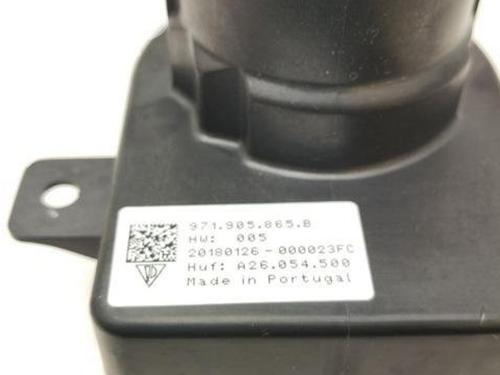 971.905.865.B
HW: 005
20180126-000023FC
Huf: A26.054.500
Made in Portugal